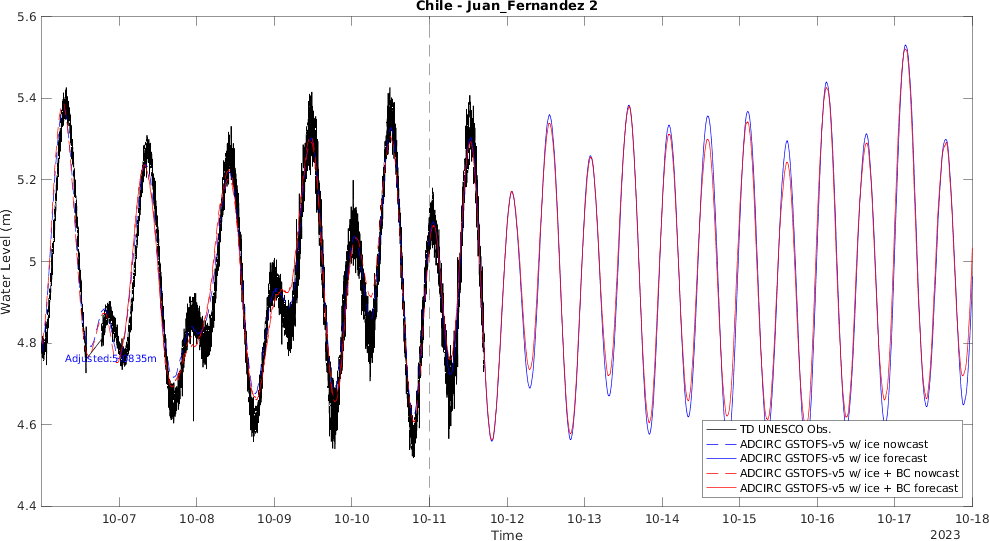 Chile - Juan_Fernandez 2
5.6
5.4
5.2
5
4.8
4.6
4.4
Water Level (m)
10-07
10-08
10-09
10-10
10-11
10-12
10-13
10-14
10-15
10-16
10-17
10-18
Time
2023
TD UNESCO Obs.
ADCIRC GSTOFS-v5 w/ ice nowcast
ADCIRC GSTOFS-v5 w/ ice forecast
ADCIRC GSTOFS-v5 w/ ice + BC nowcast
ADCIRC GSTOFS-v5 w/ ice + BC forecast